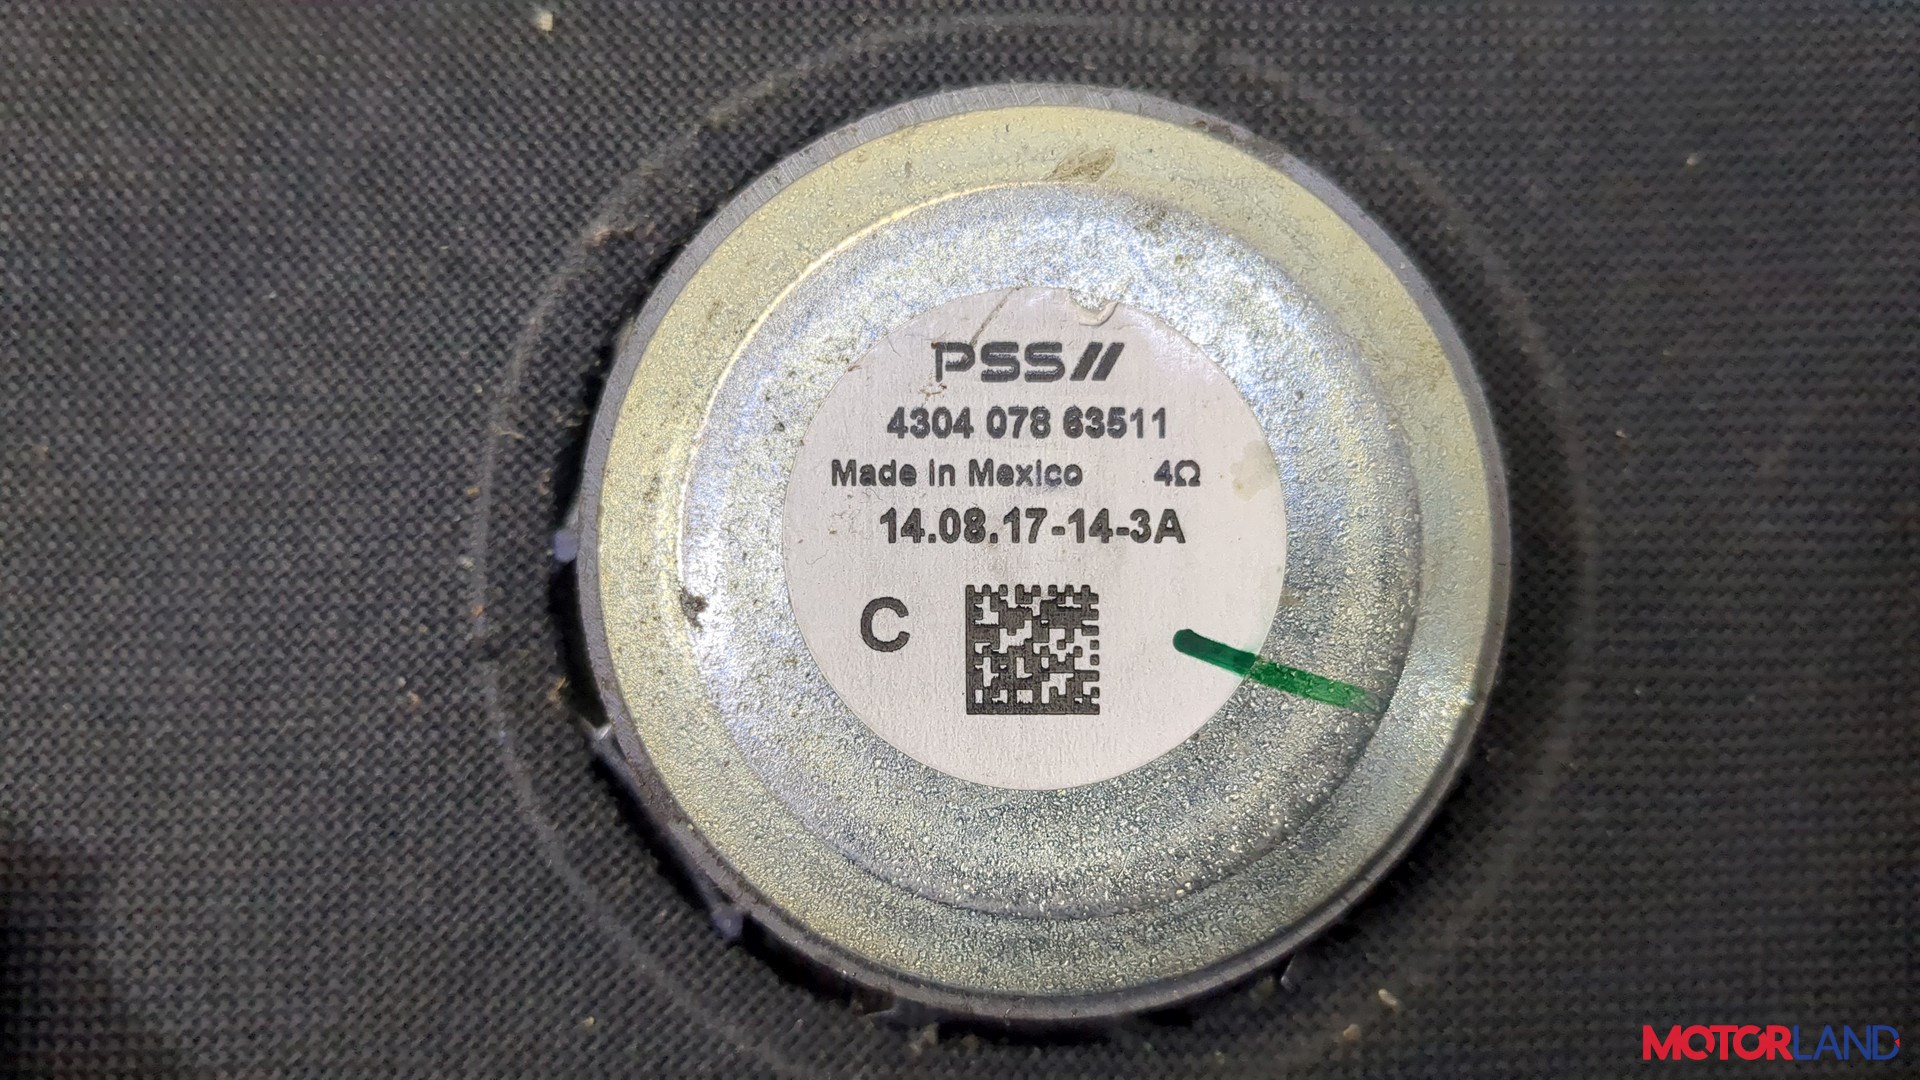 PSS//
4304 078 63511
Made in Mexico 4Ω
14.08.17-14-3A
C
MOTORLAND